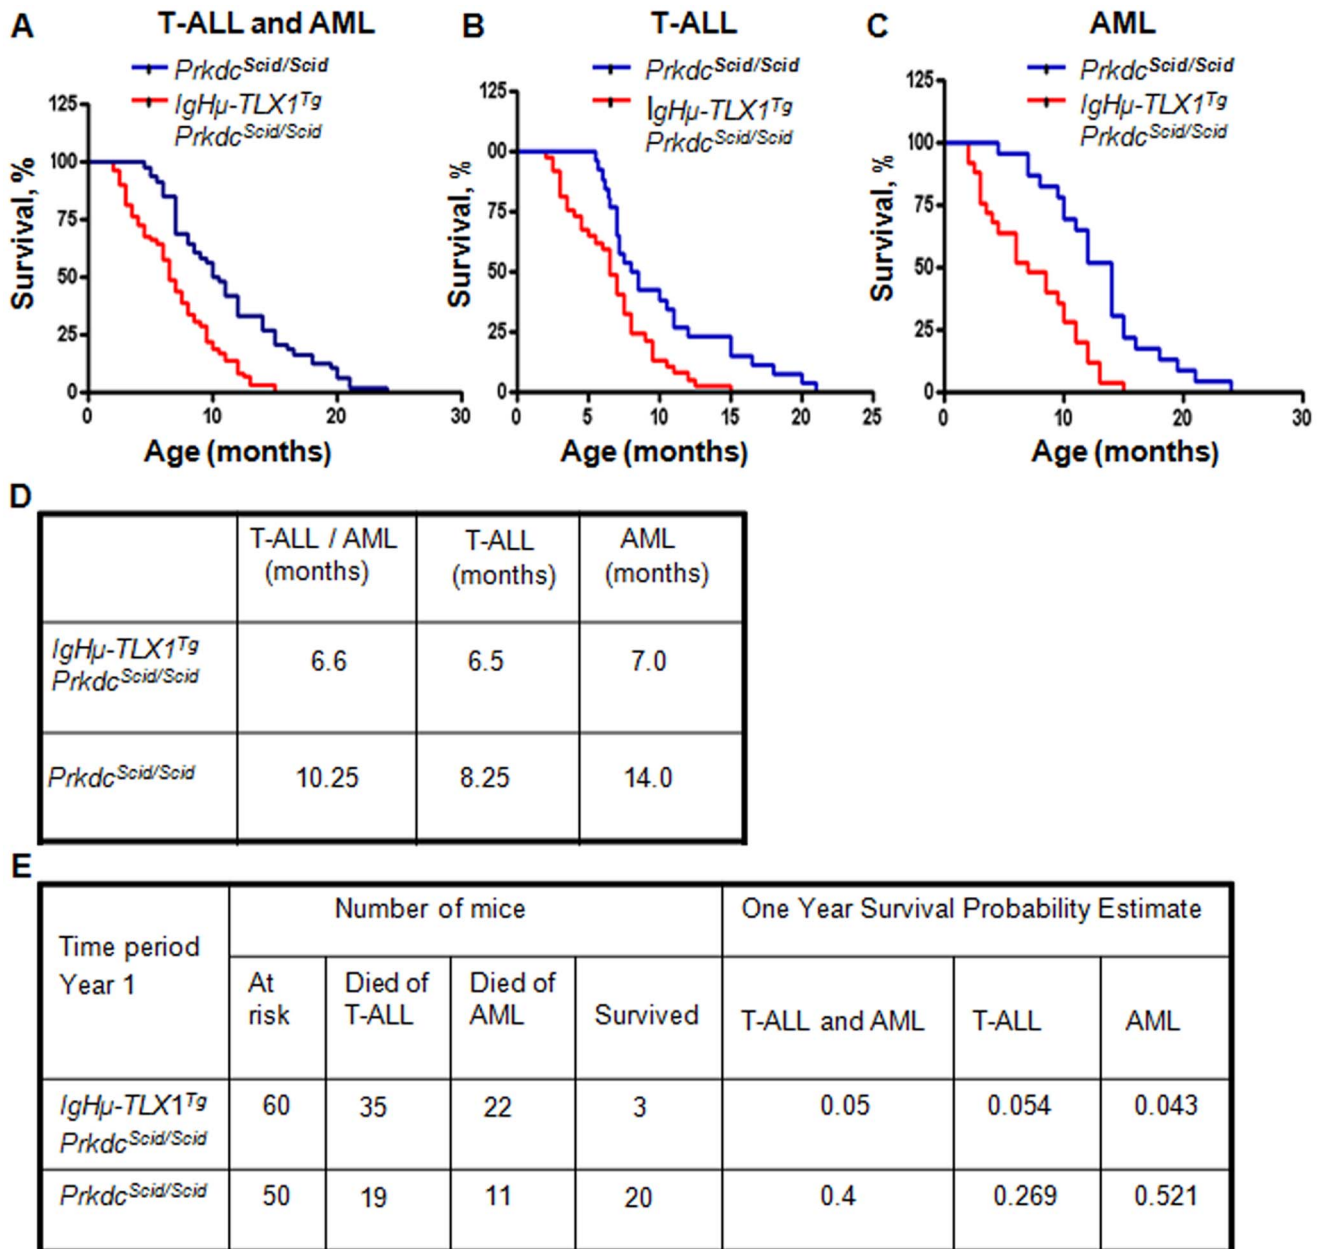 A T-ALL and AML
Prkdc^Scid/Scid
IgHμ-TLX1^Tg
Prkdc^Scid/Scid
Survival, %
125
100
75
50
25
0
0 10 20 30
Age (months)
B T-ALL
Prkdc^Scid/Scid
IgHμ-TLX1^Tg
Prkdc^Scid/Scid
Survival, %
125
00
75
50
25
0
0 5 10 15 20 25
Age (months)
C AML
Prkdc^Scid/Scid
IgHμ-TLX1^Tg
Prkdc^Scid/Scid
Survival, %
125
100
75
50
25
0
0 10 20 30
Age (months)
D
T-ALL / AML (months) T-ALL (months) AML (months)
IgHμ-TLX1^Tg Prkdc^Scid/Scid 6.6 6.5 7.0
Prkdc^Scid/Scid 10.25 8.25 14.0
E
Time period Year 1 Number of mice One Year Survival Probability Estimate
At risk Died of T-ALL Died of AML Survived T-ALL and AML T-ALL AML
IgHμ-TLX1^Tg Prkdc^Scid/Scid 60 35 22 3 0.05 0.054 0.043
Prkdc^Scid/Scid 50 19 11 20 0.4 0.269 0.521